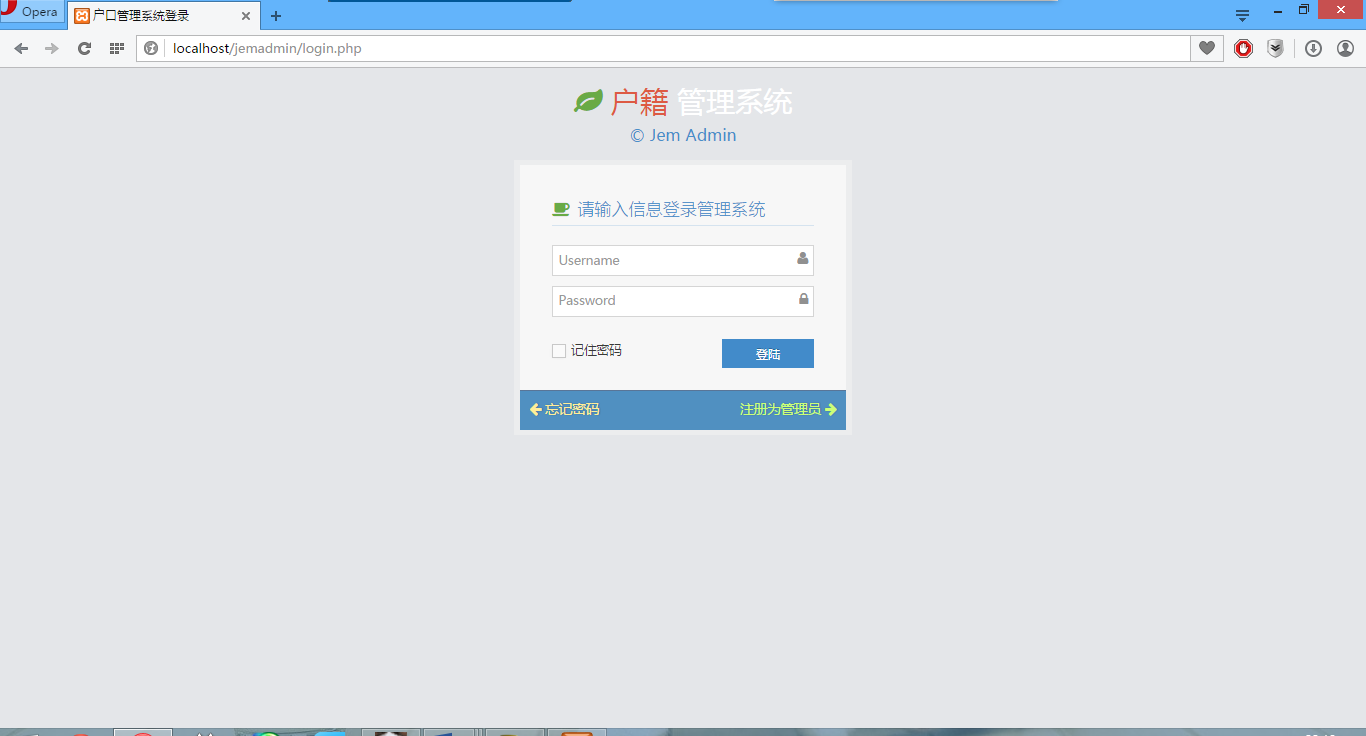 Opera
户口管理系统登录
localhost/jemadmin/login.php
户籍 管理系统
© Jem Admin
请输入信息登录管理系统
Username
Password
记住密码
登陆
忘记密码
注册为管理员